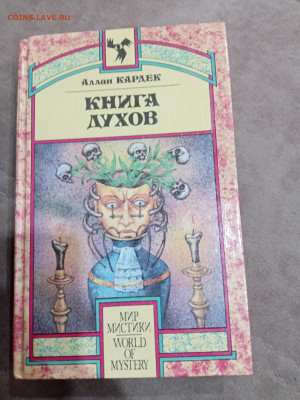 COINS.LAVE.RU
Аллан КАРДЕК
КНИГА
ДУХОВ
МИР
МИСТИКИ
WORLD
OF
MYSTERY